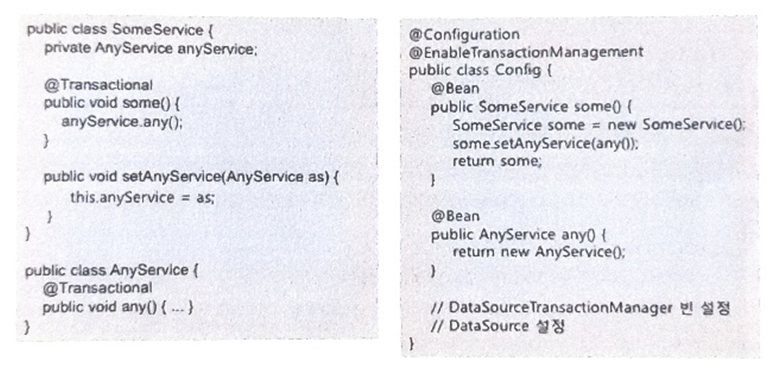 public class SomeService {
private AnyService anyService;
@Transactional
public void some() {
anyService.any();
}
public void setAnyService(AnyService as) {
this.anyService = as;
}
}
public class AnyService {
@Transactional
public void any() { ... }
}
@Configuration
@EnableTransactionManagement
public class Config {
@Bean
public SomeService some() {
SomeService some = new SomeService();
some.setAnyService(any());
return some;
}
@Bean
public AnyService any() {
return new AnyService();
}
// DataSourceTransactionManager 빈 설정
// DataSource 설정
}